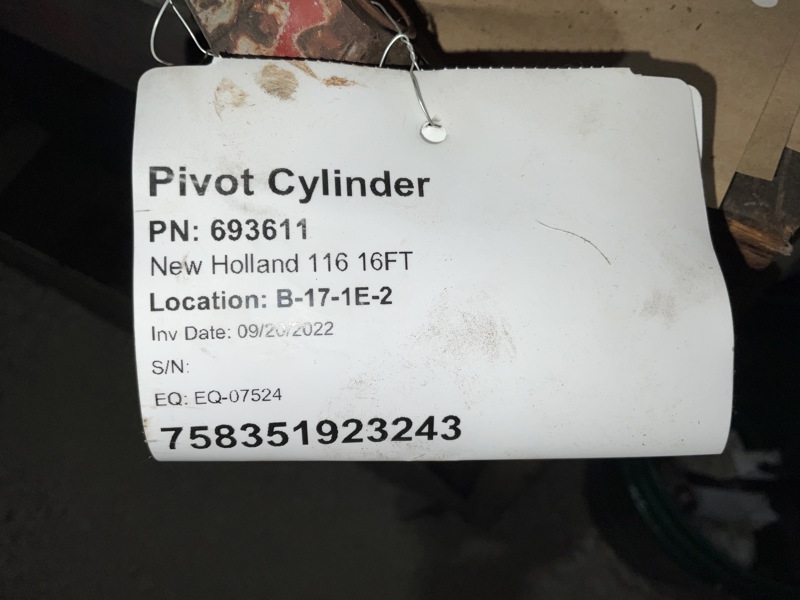 Pivot Cylinder
PN: 693611
New Holland 116 16FT
Location: B-17-1E-2
Inv Date: 09/20/2022
S/N:
EQ: EQ-07524
758351923243